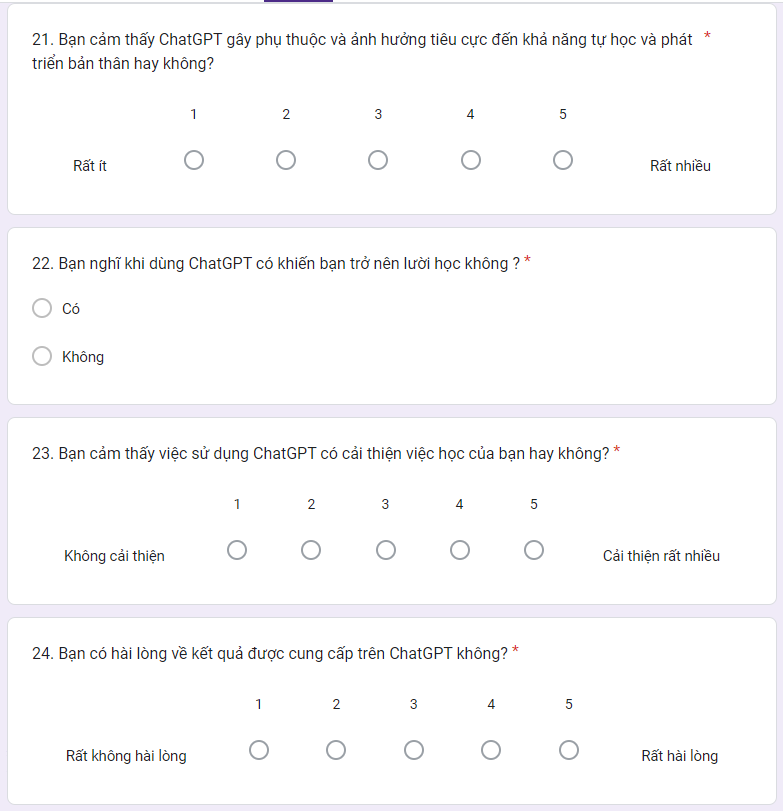 21. Bạn cảm thấy ChatGPT gây phụ thuộc và ảnh hưởng tiêu cực đến khả năng tự học và phát *
triển bản thân hay không?
1 2 3 4 5
Rất ít Rất nhiều
22. Bạn nghĩ khi dùng ChatGPT có khiến bạn trở nên lười học không ? *
Có
Không
23. Bạn cảm thấy việc sử dụng ChatGPT có cải thiện việc học của bạn hay không? *
1 2 3 4 5
Không cải thiện Cải thiện rất nhiều
24. Bạn có hài lòng về kết quả được cung cấp trên ChatGPT không? *
1 2 3 4 5
Rất không hài lòng Rất hài lòng